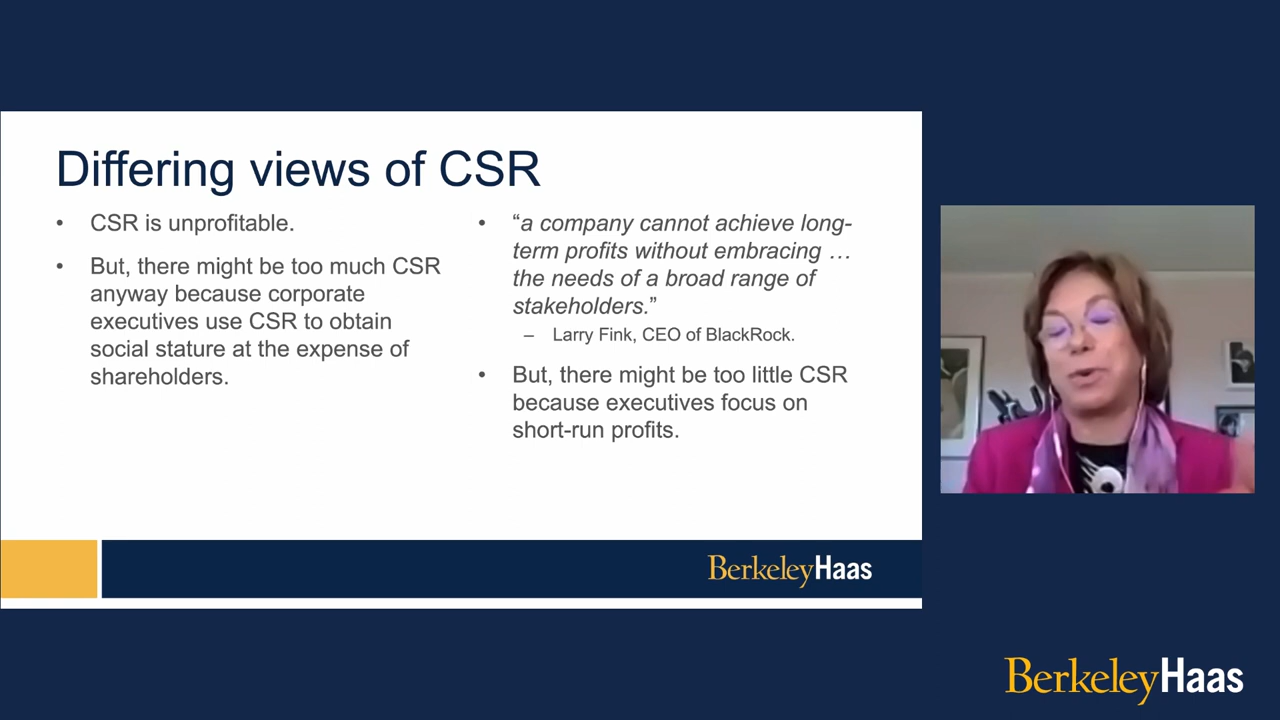 Differing views of CSR
• CSR is unprofitable.
• But, there might be too much CSR
anyway because corporate
executives use CSR to obtain
social stature at the expense of
shareholders.
• “a company cannot achieve long-
term profits without embracing …
the needs of a broad range of
stakeholders.”
– Larry Fink, CEO of BlackRock.
• But, there might be too little CSR
because executives focus on
short-run profits.
BerkeleyHaas
BerkeleyHaas